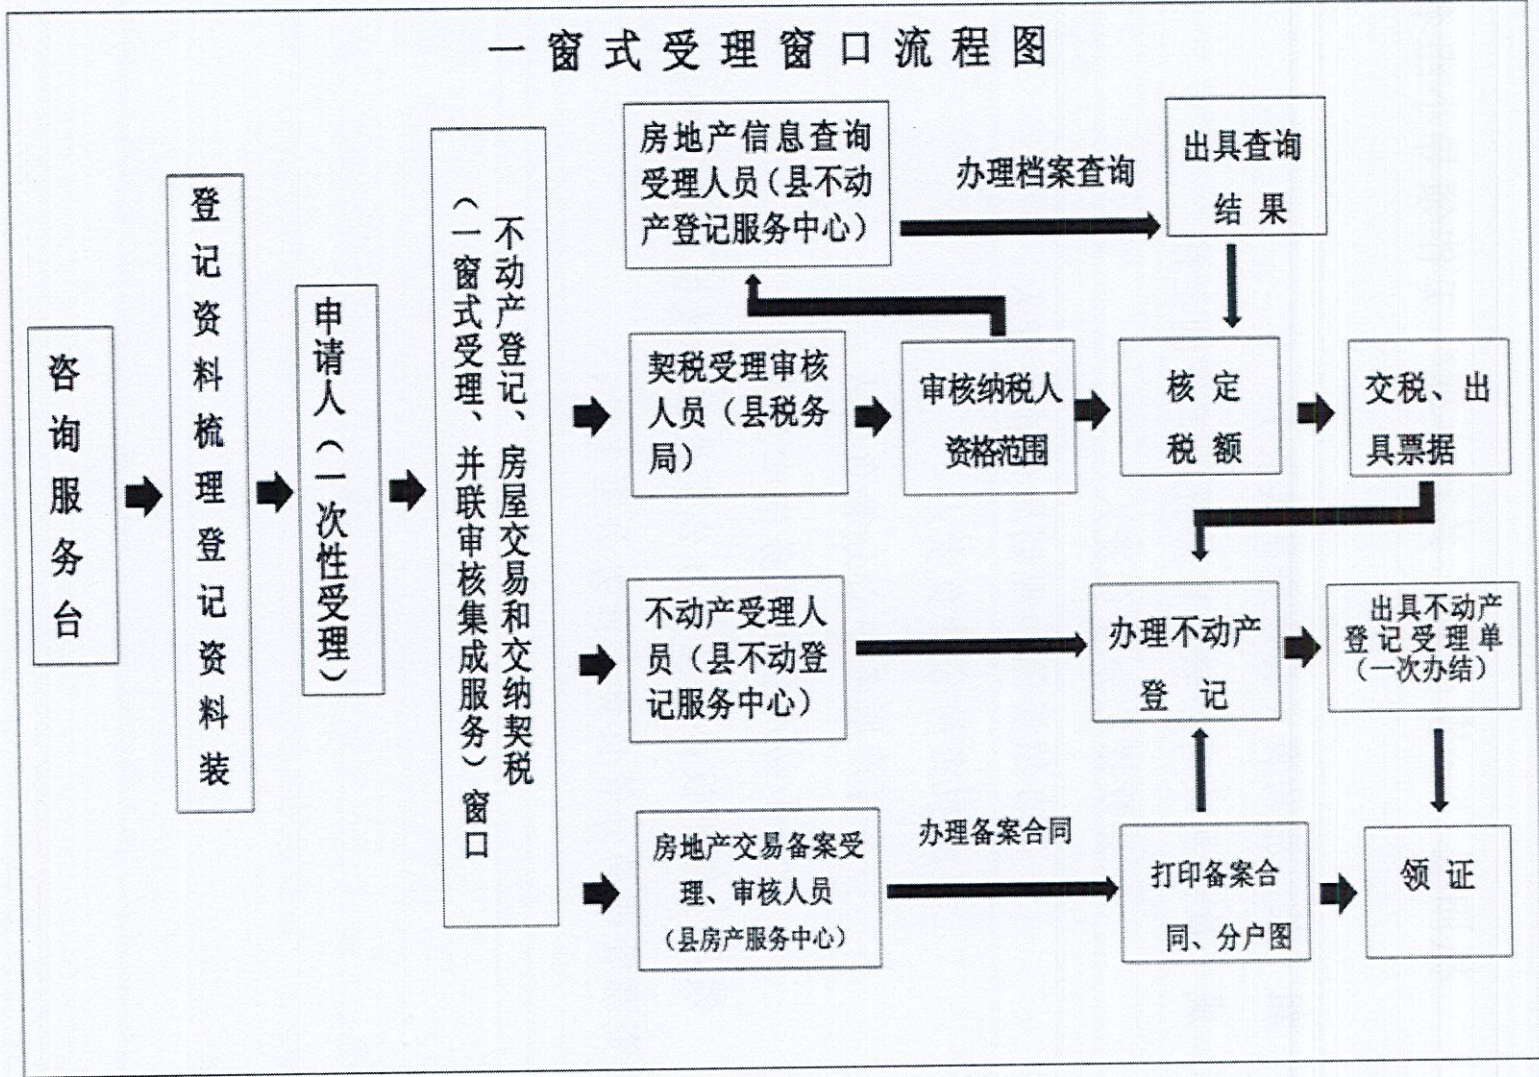 一窗式受理窗口流程图
咨询服务台
登记资料梳理登记资料装
申请人（一次性受理）
不动产登记、房屋交易和交纳契税
（一窗式受理、并联审核集成服务）窗口
房地产信息查询
受理人员（县不动
产登记服务中心）
办理档案查询
出具查询
结果
契税受理审核
人员（县税务
局）
审核纳税人
资格范围
核定
税额
交税、出
具票据
不动产受理人
员（县不动登
记服务中心）
办理不动产
登记
出具不动产
登记受理单
（一次办结）
房地产交易备案受
理、审核人员
（县房产服务中心）
办理备案合同
打印备案合
同、分户图
领证